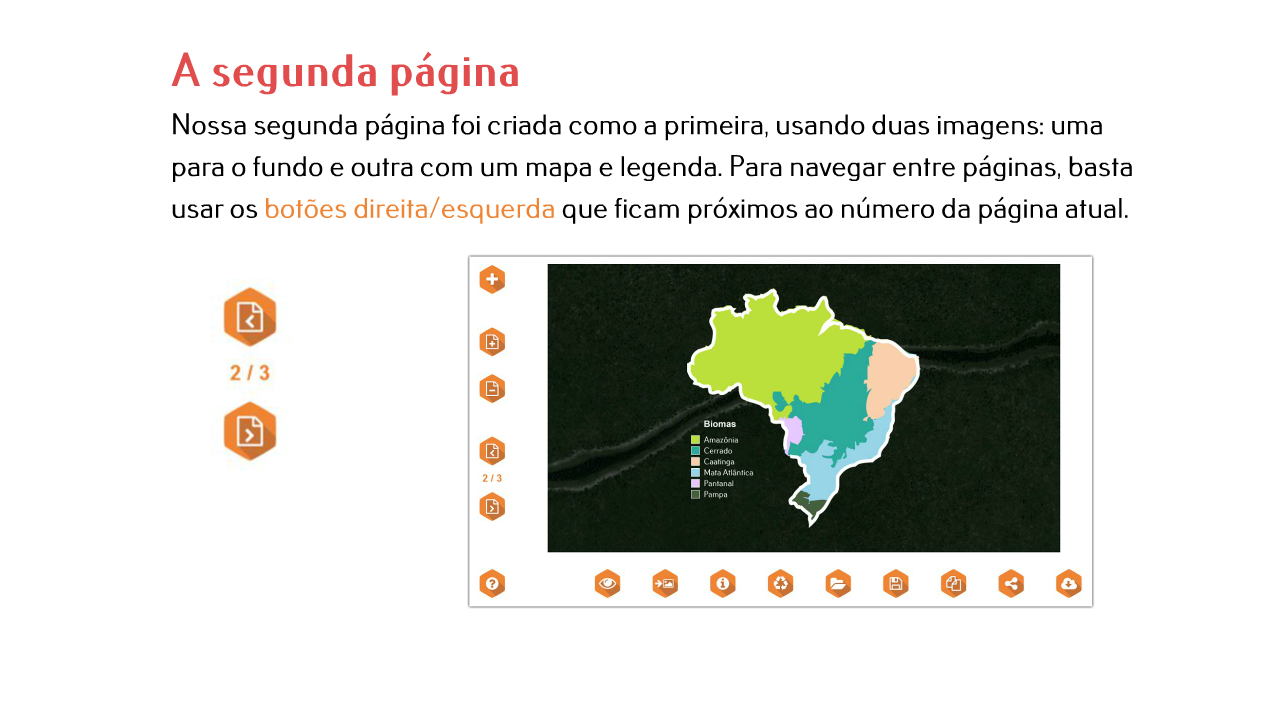 A segunda página
Nossa segunda página foi criada como a primeira, usando duas imagens: uma
para o fundo e outra com um mapa e legenda. Para navegar entre páginas, basta
usar os botões direita/esquerda que ficam próximos ao número da página atual.
2 / 3
Biomas
Amazônia
Cerrado
Caatinga
Mata Atlântica
Pantanal
Pampa
2 / 3